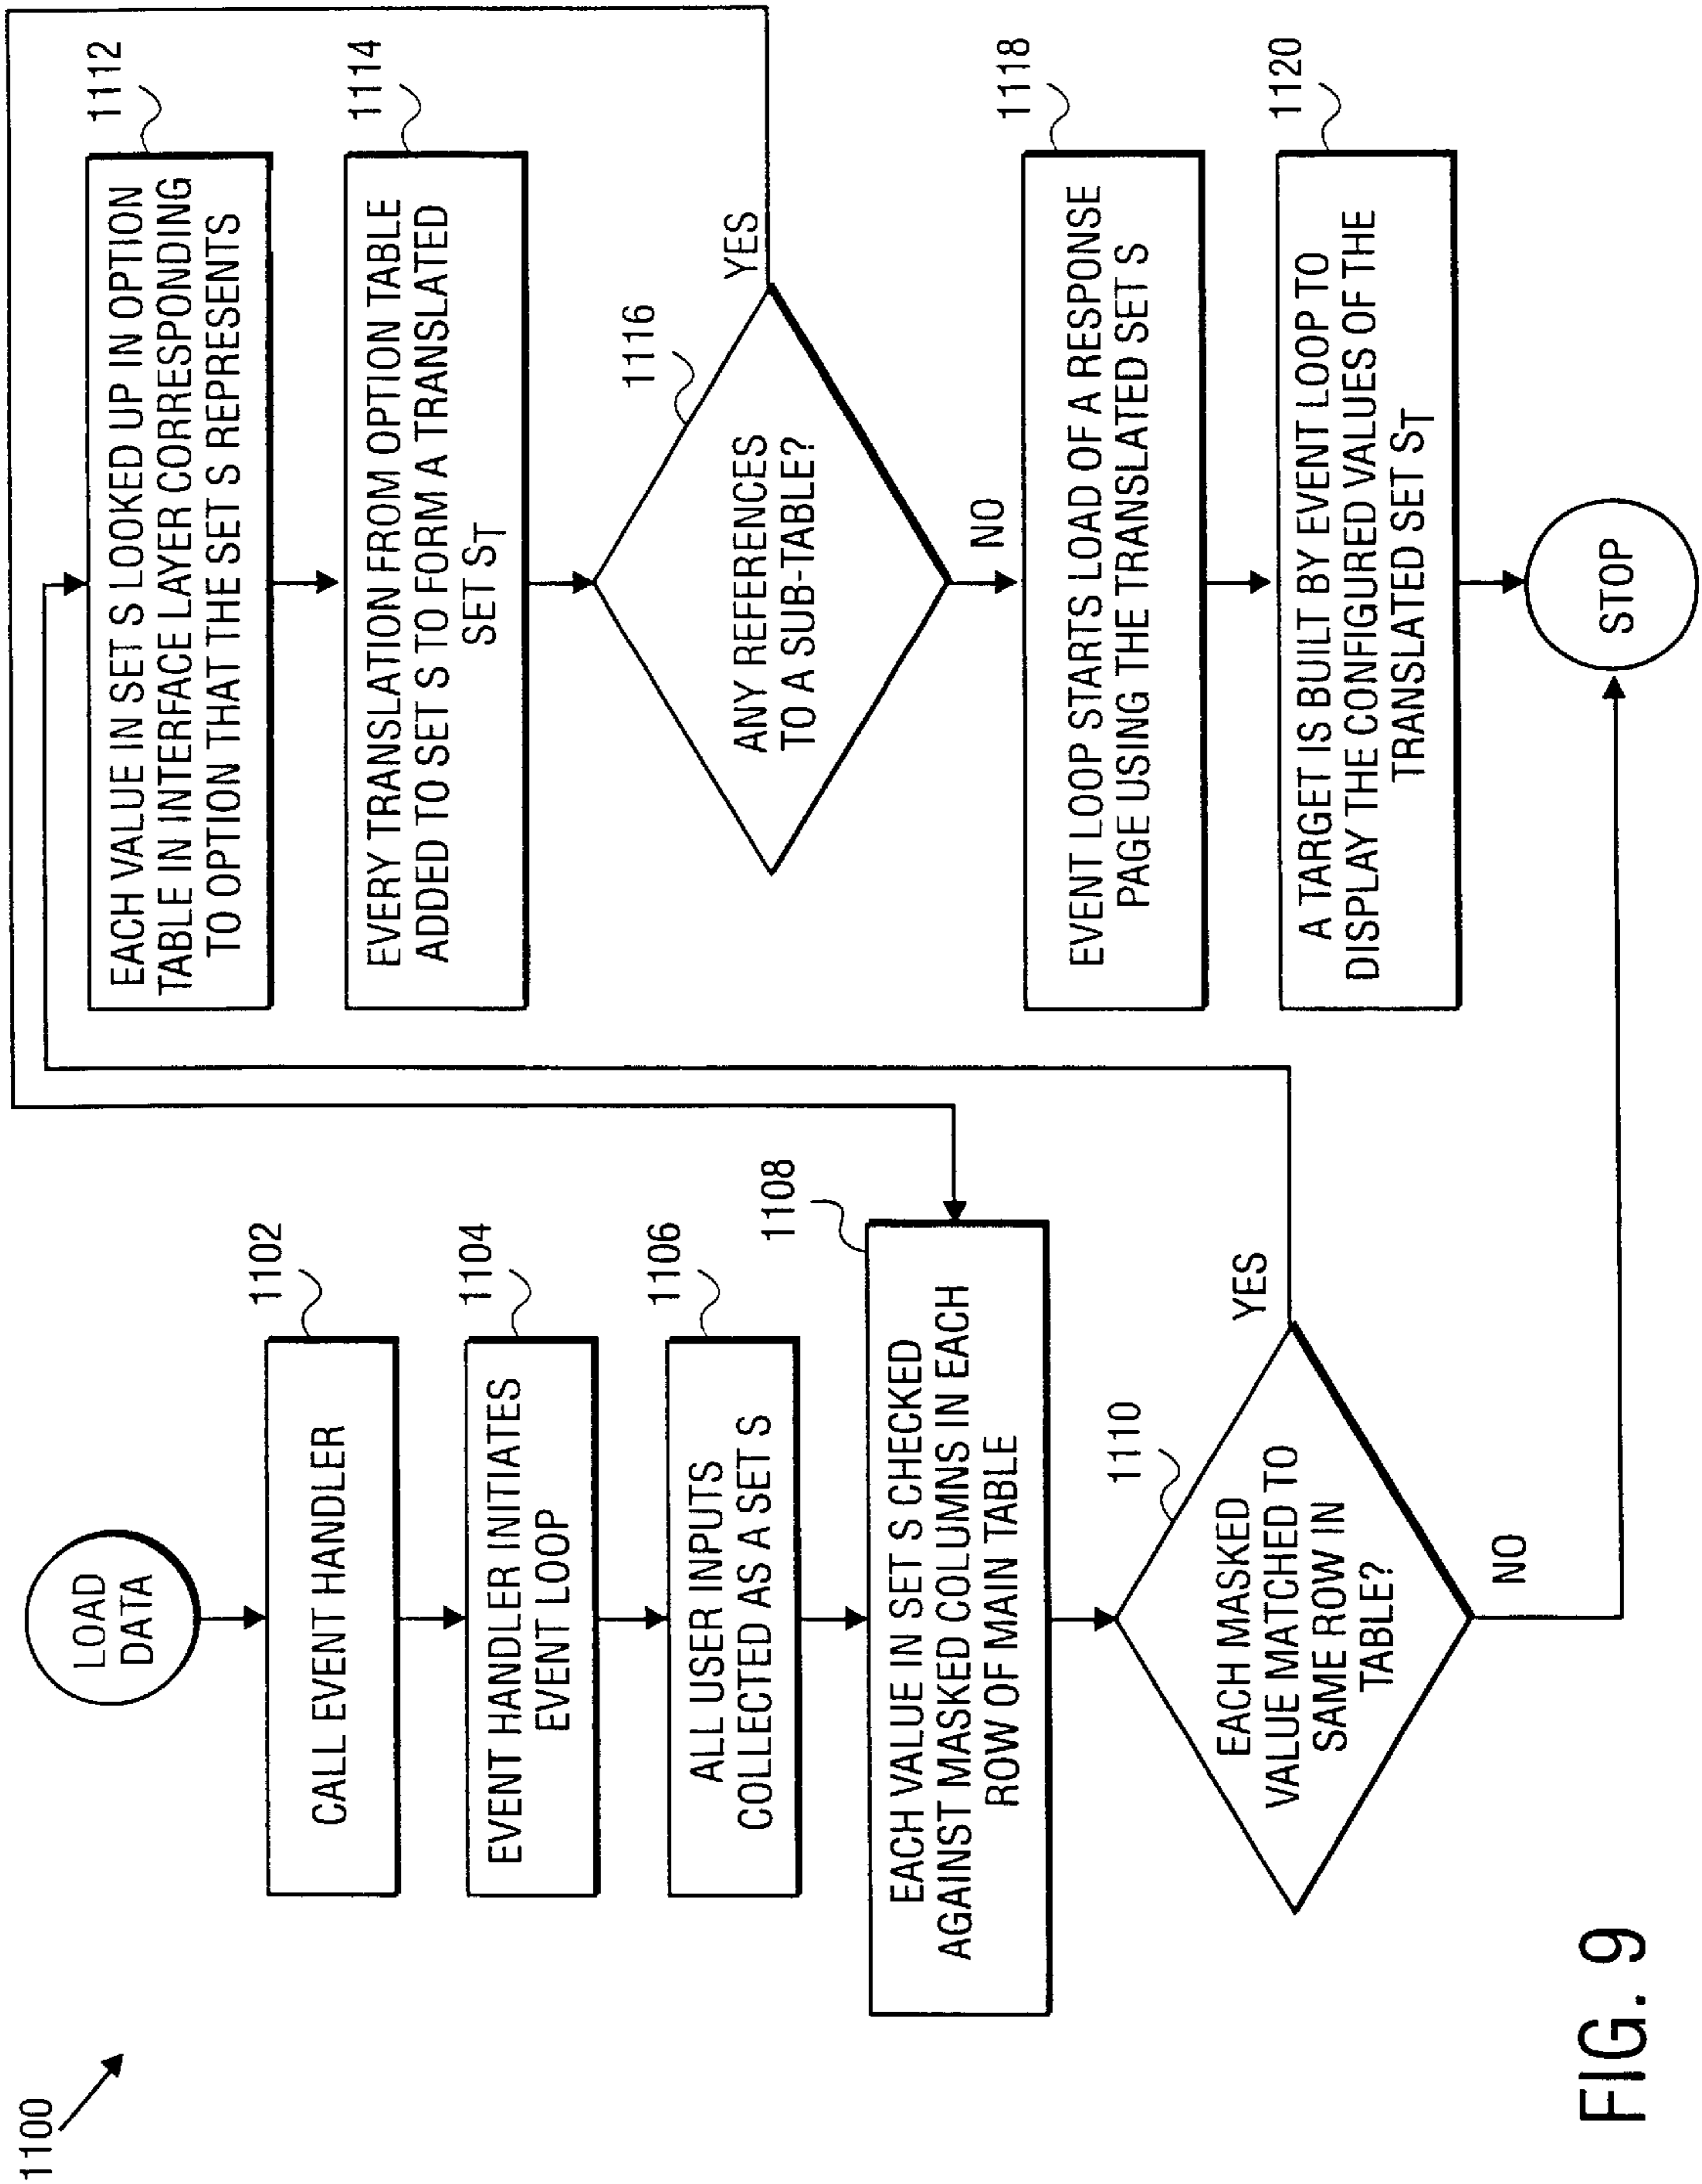 1100
LOAD
DATA
CALL EVENT HANDLER
1102
EVENT HANDLER INITIATES
EVENT LOOP
1104
ALL USER INPUTS
COLLECTED AS A SET S
1106
EACH VALUE IN SET S CHECKED
AGAINST MASKED COLUMNS IN EACH
ROW OF MAIN TABLE
1108
EACH MASKED
VALUE MATCHED TO
SAME ROW IN
TABLE?
1110
YES
NO
EACH VALUE IN SET S LOOKED UP IN OPTION
TABLE IN INTERFACE LAYER CORRESPONDING
TO OPTION THAT THE SET S REPRESENTS
1112
EVERY TRANSLATION FROM OPTION TABLE
ADDED TO SET S TO FORM A TRANSLATED
SET ST
1114
ANY REFERENCES
TO A SUB-TABLE?
1116
YES
NO
EVENT LOOP STARTS LOAD OF A RESPONSE
PAGE USING THE TRANSLATED SET S
1118
A TARGET IS BUILT BY EVENT LOOP TO
DISPLAY THE CONFIGURED VALUES OF THE
TRANSLATED SET ST
1120
STOP
FIG. 9